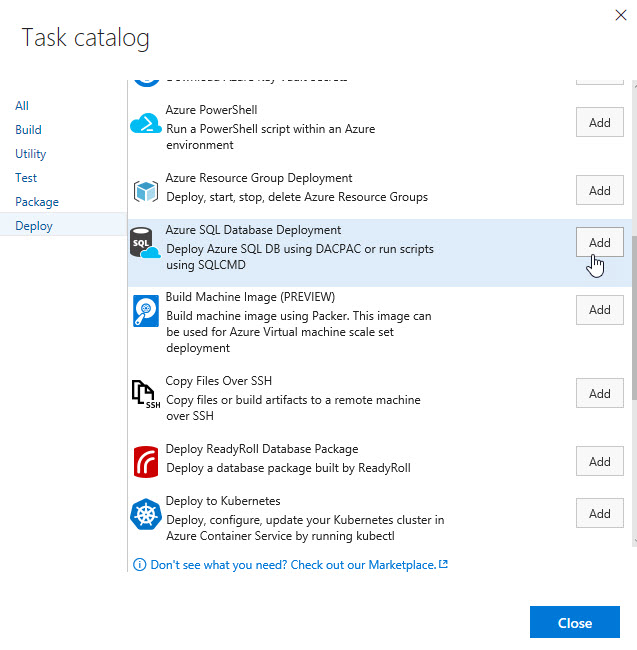 Task catalog
All
Build
Utility
Test
Package
Deploy
Download Azure Key Vault Secrets
Add
Azure PowerShell
Run a PowerShell script within an Azure
environment
Add
Azure Resource Group Deployment
Deploy, start, stop, delete Azure Resource Groups
Add
SQL
Azure SQL Database Deployment
Deploy Azure SQL DB using DACPAC or run scripts
using SQLCMD
Add
Build Machine Image (PREVIEW)
Build machine image using Packer. This image can
be used for Azure Virtual machine scale set
deployment
Add
SSH
Copy Files Over SSH
Copy files or build artifacts to a remote machine
over SSH
Add
Deploy ReadyRoll Database Package
Deploy a database package built by ReadyRoll
Add
Deploy to Kubernetes
Deploy, configure, update your Kubernetes cluster in
Azure Container Service by running kubectl
Add
Don't see what you need? Check out our Marketplace.
Close